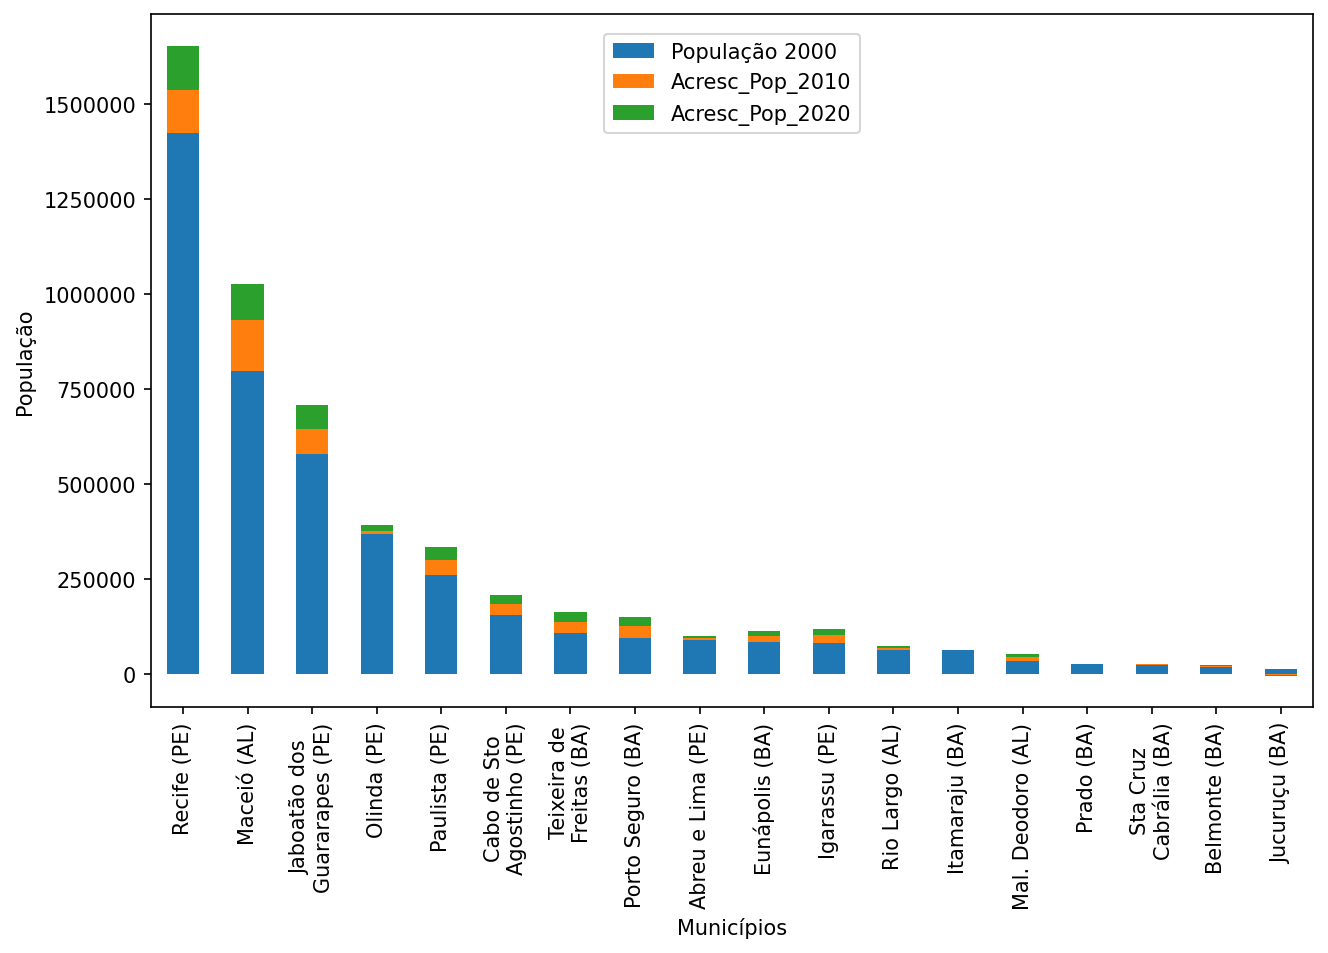 População 2000
Acresc_Pop_2010
Acresc_Pop_2020
População
1500000
1250000
1000000
750000
500000
250000
0
Recife (PE)
Maceió (AL)
Jaboatão dos
Guararapes (PE)
Olinda (PE)
Paulista (PE)
Cabo de Sto
Agostinho (PE)
Teixeira de
Freitas (BA)
Porto Seguro (BA)
Abreu e Lima (PE)
Eunápolis (BA)
Igarassu (PE)
Rio Largo (AL)
Itamaraju (BA)
Mal. Deodoro (AL)
Prado (BA)
Sta Cruz
Cabrália (BA)
Belmonte (BA)
Jucuruçu (BA)
Municípios